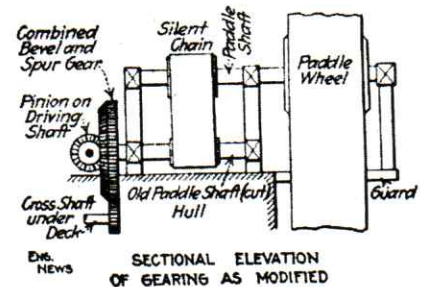 Combined
Bevel and
Spur Gear
Silent
Chain
Paddle
Shaft
Paddle
Wheel
Pinion on
Driving
Shaft
Cross Shaft
under
Deck
Old Paddle Shaft (cut)
Hull
Guard
ENG.
NEWS
SECTIONAL ELEVATION
OF GEARING AS MODIFIED